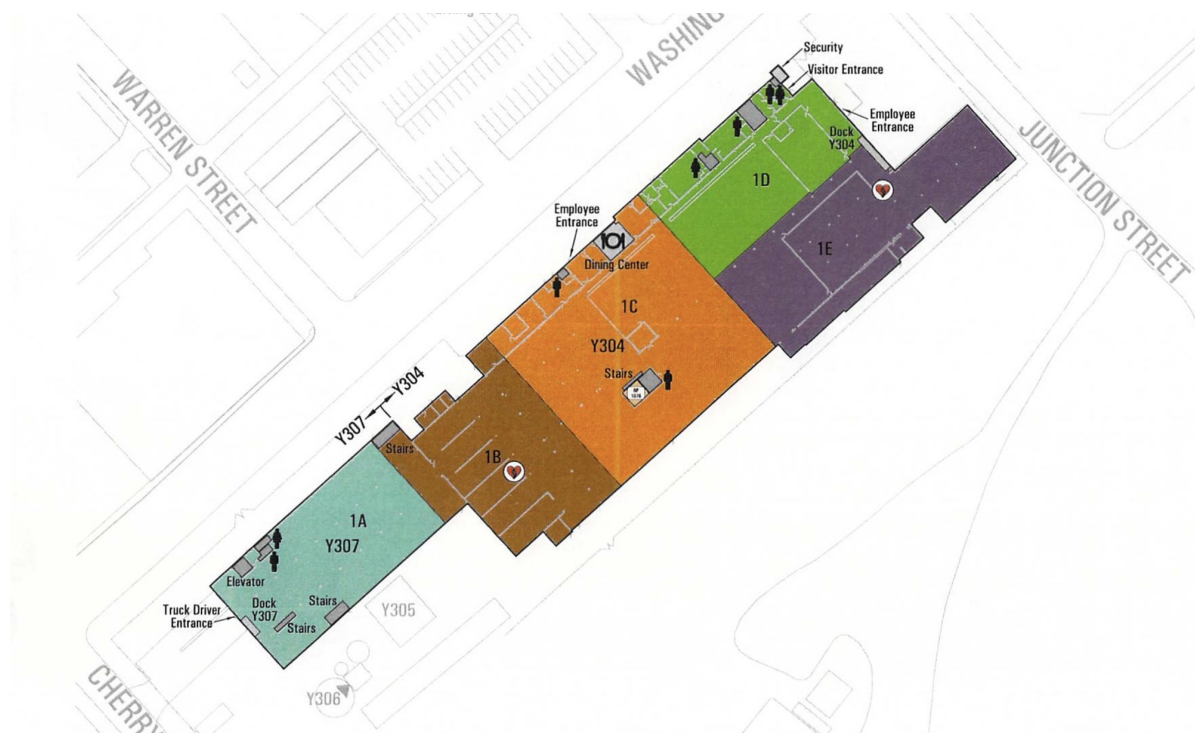 WASHING
Security
Visitor Entrance
WARREN STREET
Employee
Entrance
Dock
Y304
JUNCTION STREET
1D
Employee
Entrance
1E
Dining Center
1C
Y304
Stairs
Y307
Y304
Stairs
1B
1A
Y307
Elevator
Truck Driver
Entrance
Dock
Y307
Stairs
Stairs
Y305
Y306
CHERRY